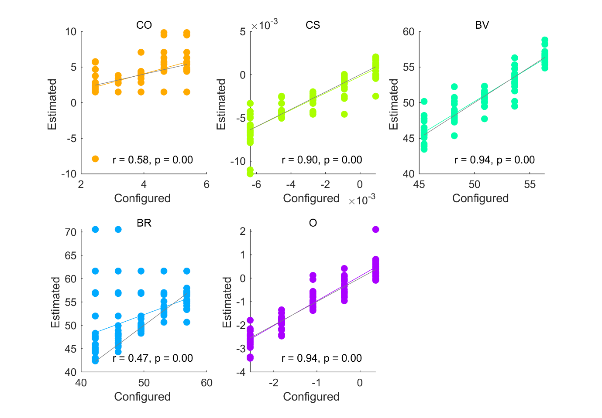 CO
10
5
0
-5
-10
Estimated
r = 0.58, p = 0.00
2
4
6
Configured
CS
×10⁻³
5
0
-5
-10
Estimated
r = 0.90, p = 0.00
-6
-4
-2
0
Configured
×10⁻³
BV
60
55
50
45
40
Estimated
r = 0.94, p = 0.00
45
50
55
Configured
BR
70
65
60
55
50
45
40
Estimated
r = 0.47, p = 0.00
40
50
60
Configured
O
2
1
0
-1
-2
-3
-4
Estimated
r = 0.94, p = 0.00
-2
-1
0
Configured